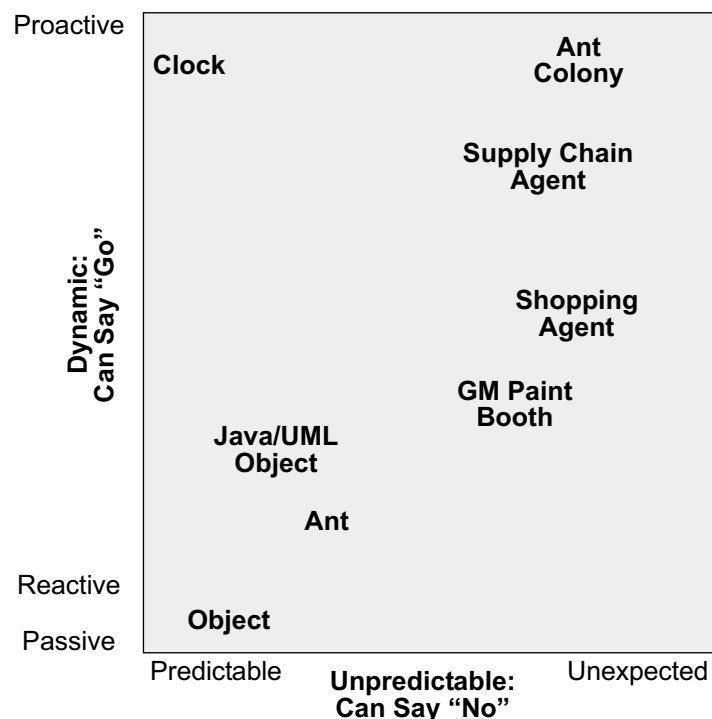 Proactive
Clock
Ant
Colony
Supply Chain
Agent
Dynamic:
Can Say “Go”
Shopping
Agent
GM Paint
Booth
Java/UML
Object
Ant
Reactive
Object
Passive
Predictable
Unexpected
Unpredictable:
Can Say “No”